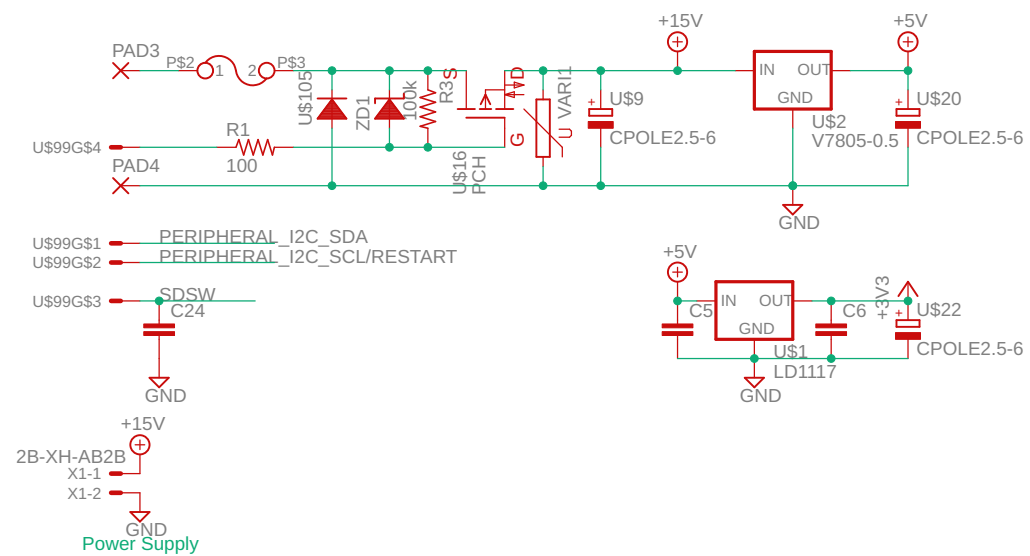 +15V
+5V
PAD3
P$2
1
2
P$3
S
D
IN
OUT
GND
U$105
ZD1
100k
R3
VARI1
U$9
U$20
CPOLE2.5-6
CPOLE2.5-6
U$2
V7805-0.5
R1
U$99G$4
100
G
U
PAD4
U$16
PCH
GND
U$99G$1
PERIPHERAL_I2C_SDA
U$99G$2
PERIPHERAL_I2C_SCL/RESTART
+5V
U$99G$3
SDSW
C24
GND
IN
OUT
GND
C5
C6
+3V3
U$22
CPOLE2.5-6
U$1
LD1117
GND
+15V
2B-XH-AB2B
X1-1
X1-2
GND
Power Supply